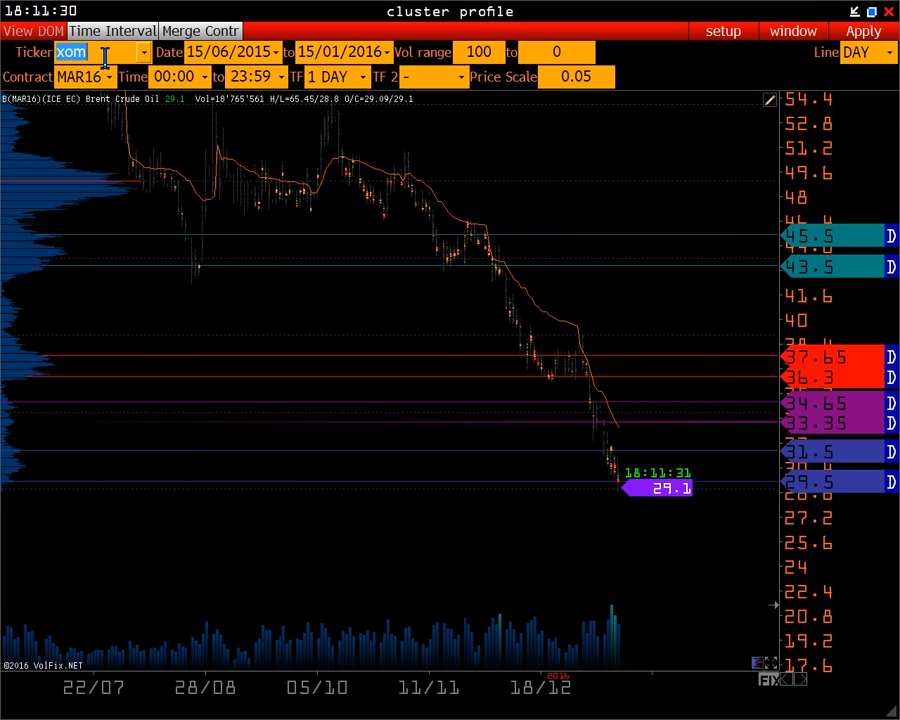 18:11:30 cluster profile
View DOM Time Interval Merge Contr setup window Apply
Ticker xom Date 15/06/2015 to 15/01/2016 Vol range 100 to 0 Line DAY
Contract MAR16 Time 00:00 to 23:59 TF 1 DAY TF 2 - Price Scale 0.05
B(MAR16)(ICE EC) Brent Crude Oil 29.1 Vol=18'765'561 H/L=65.45/28.8 O/C=29.09/29.1
54.4
52.8
51.2
49.6
48
45.5 D
43.5 D
41.6
40
37.65 D
36.3 D
34.65 D
33.35 D
31.5 D
18:11:31
29.5 D
29.1
28.8
27.2
25.6
24
22.4
20.8
19.2
17.6
©2016 VolFix.NET
FIX
2016
22/07 28/08 05/10 11/11 18/12